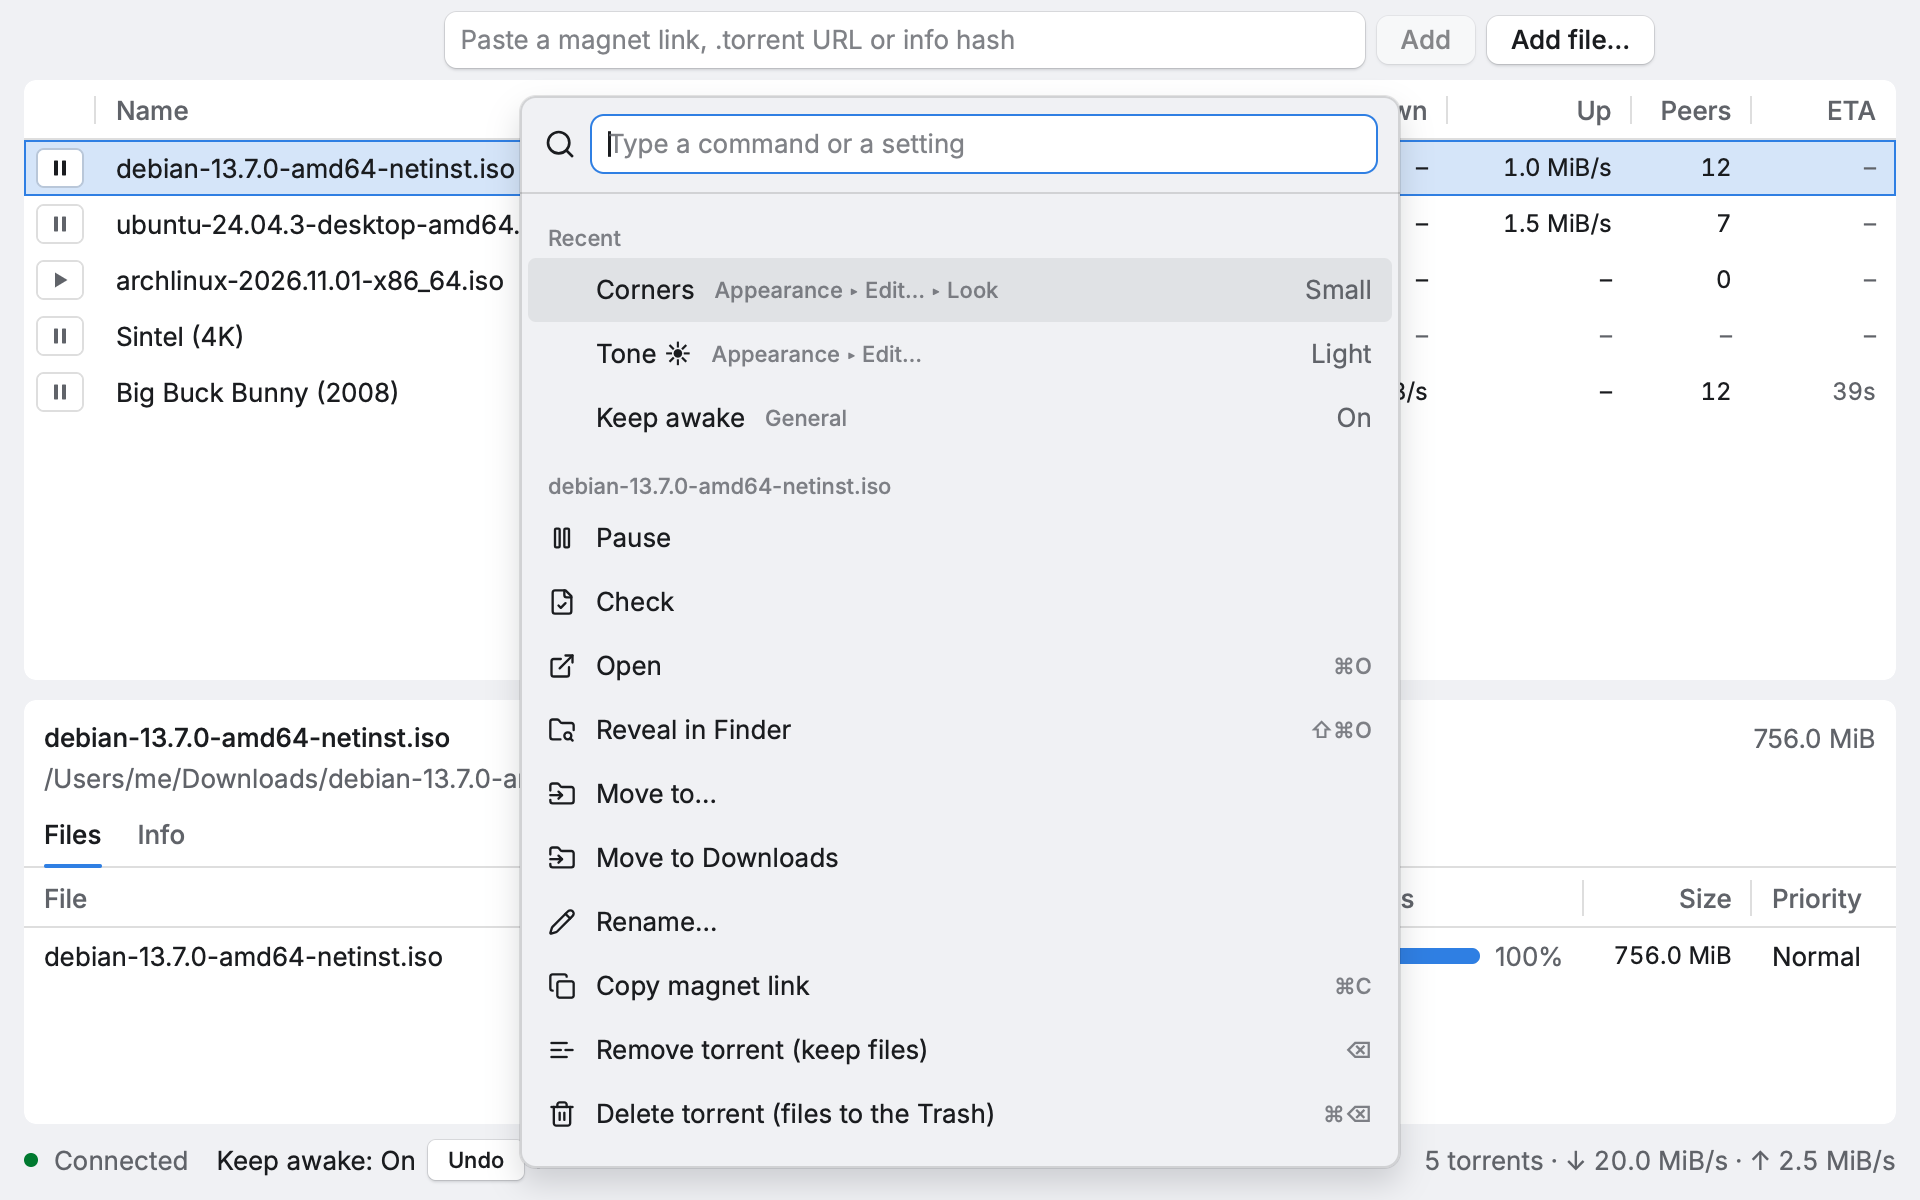 Paste a magnet link, .torrent URL or info hash Add Add file...
Name Up Peers ETA
Type a command or a setting
debian-13.7.0-amd64-netinst.iso – 1.0 MiB/s 12 –
ubuntu-24.04.3-desktop-amd64. – 1.5 MiB/s 7 –
Recent
archlinux-2026.11.01-x86_64.iso – – 0 –
Corners Appearance ▸ Edit... ▸ Look Small
Sintel (4K) – – – –
Tone ☀ Appearance ▸ Edit... Light
Big Buck Bunny (2008) B/s – 12 39s
Keep awake General On
debian-13.7.0-amd64-netinst.iso
Pause
Check
Open ⌘O
Reveal in Finder ⇧⌘O
Move to...
Move to Downloads
Rename...
Copy magnet link ⌘C
Remove torrent (keep files) ⌫
Delete torrent (files to the Trash) ⌘⌫
debian-13.7.0-amd64-netinst.iso 756.0 MiB
/Users/me/Downloads/debian-13.7.0-a
Files Info
File Size Priority
debian-13.7.0-amd64-netinst.iso 100% 756.0 MiB Normal
Connected Keep awake: On Undo 5 torrents · ↓ 20.0 MiB/s · ↑ 2.5 MiB/s